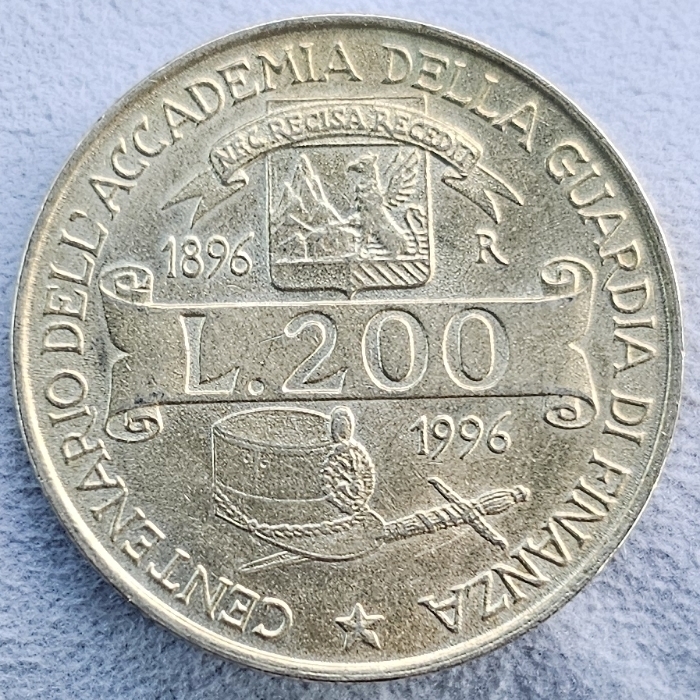 CENTENARIO DELL'ACCADEMIA DELLA GUARDIA DI FINANZA
NEC RECISA RECEDIT
1896 R
L.200
1996